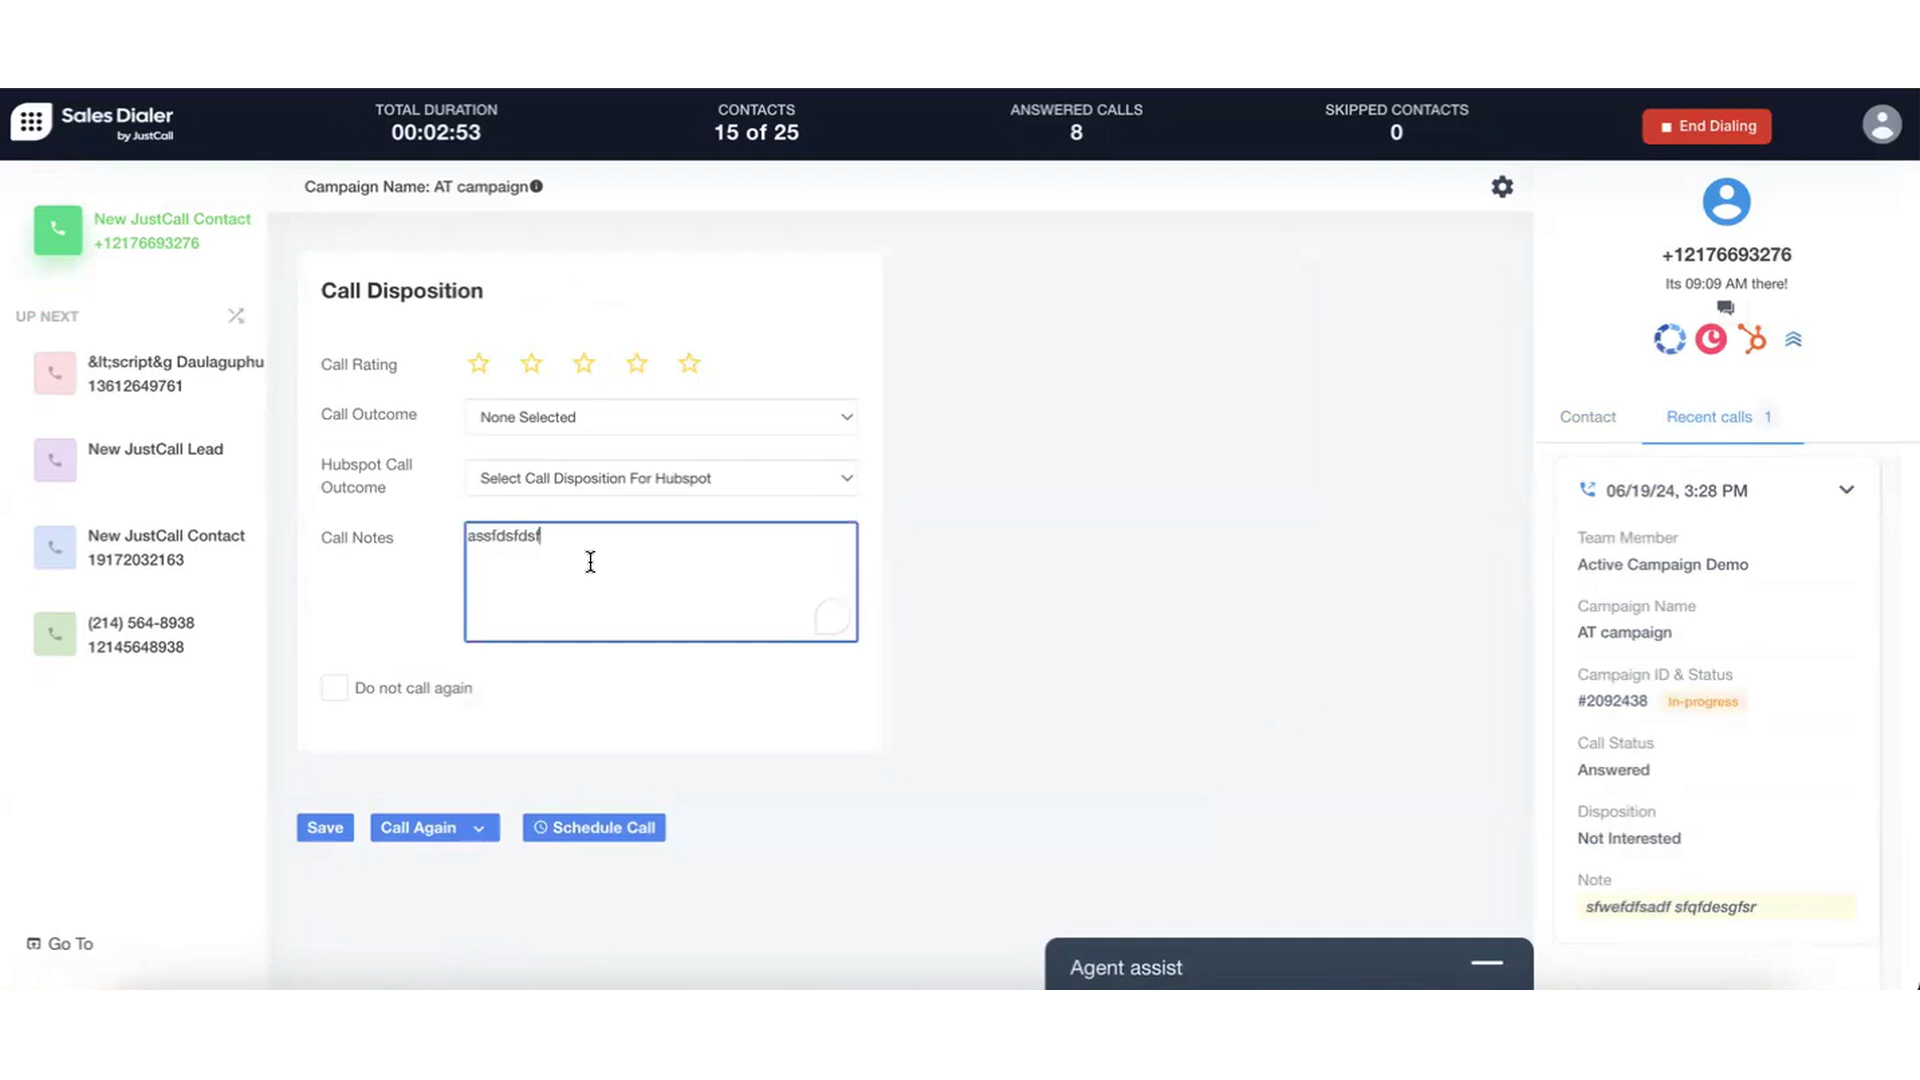 Sales Dialer
by JustCall
TOTAL DURATION
00:02:53
CONTACTS
15 of 25
ANSWERED CALLS
8
SKIPPED CONTACTS
0
End Dialing
New JustCall Contact
+12176693276
UP NEXT
&lt;script&g Daulaguphu
13612649761
New JustCall Lead
New JustCall Contact
19172032163
(214) 564-8938
12145648938
Go To
Campaign Name: AT campaign
Call Disposition
Call Rating
Call Outcome
None Selected
Hubspot Call
Outcome
Select Call Disposition For Hubspot
Call Notes
assfdsfdsf
Do not call again
Save
Call Again
Schedule Call
Agent assist
+12176693276
Its 09:09 AM there!
Contact
Recent calls 1
06/19/24, 3:28 PM
Team Member
Active Campaign Demo
Campaign Name
AT campaign
Campaign ID & Status
#2092438 In-progress
Call Status
Answered
Disposition
Not Interested
Note
sfwefdfsadf sfqfdesgfsr